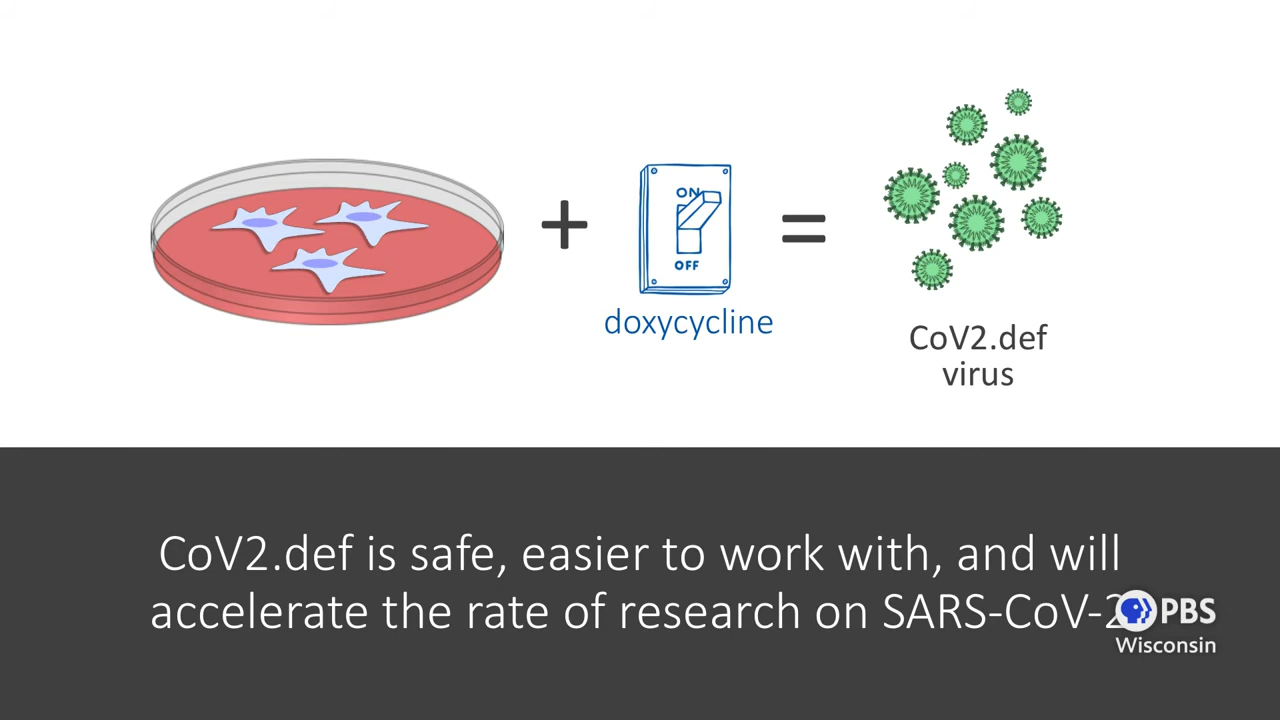 ON
OFF
doxycycline
CoV2.def
virus
CoV2.def is safe, easier to work with, and will
accelerate the rate of research on SARS-CoV-2
PBS
Wisconsin